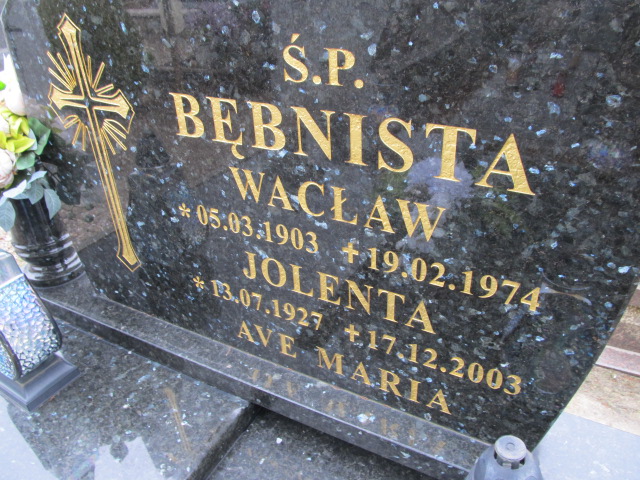 Ś.P.
BĘBNISTA
WACŁAW
* 05.03.1903 + 19.02.1974
JOLENTA
* 13.07.1927 + 17.12.2003
AVE MARIA